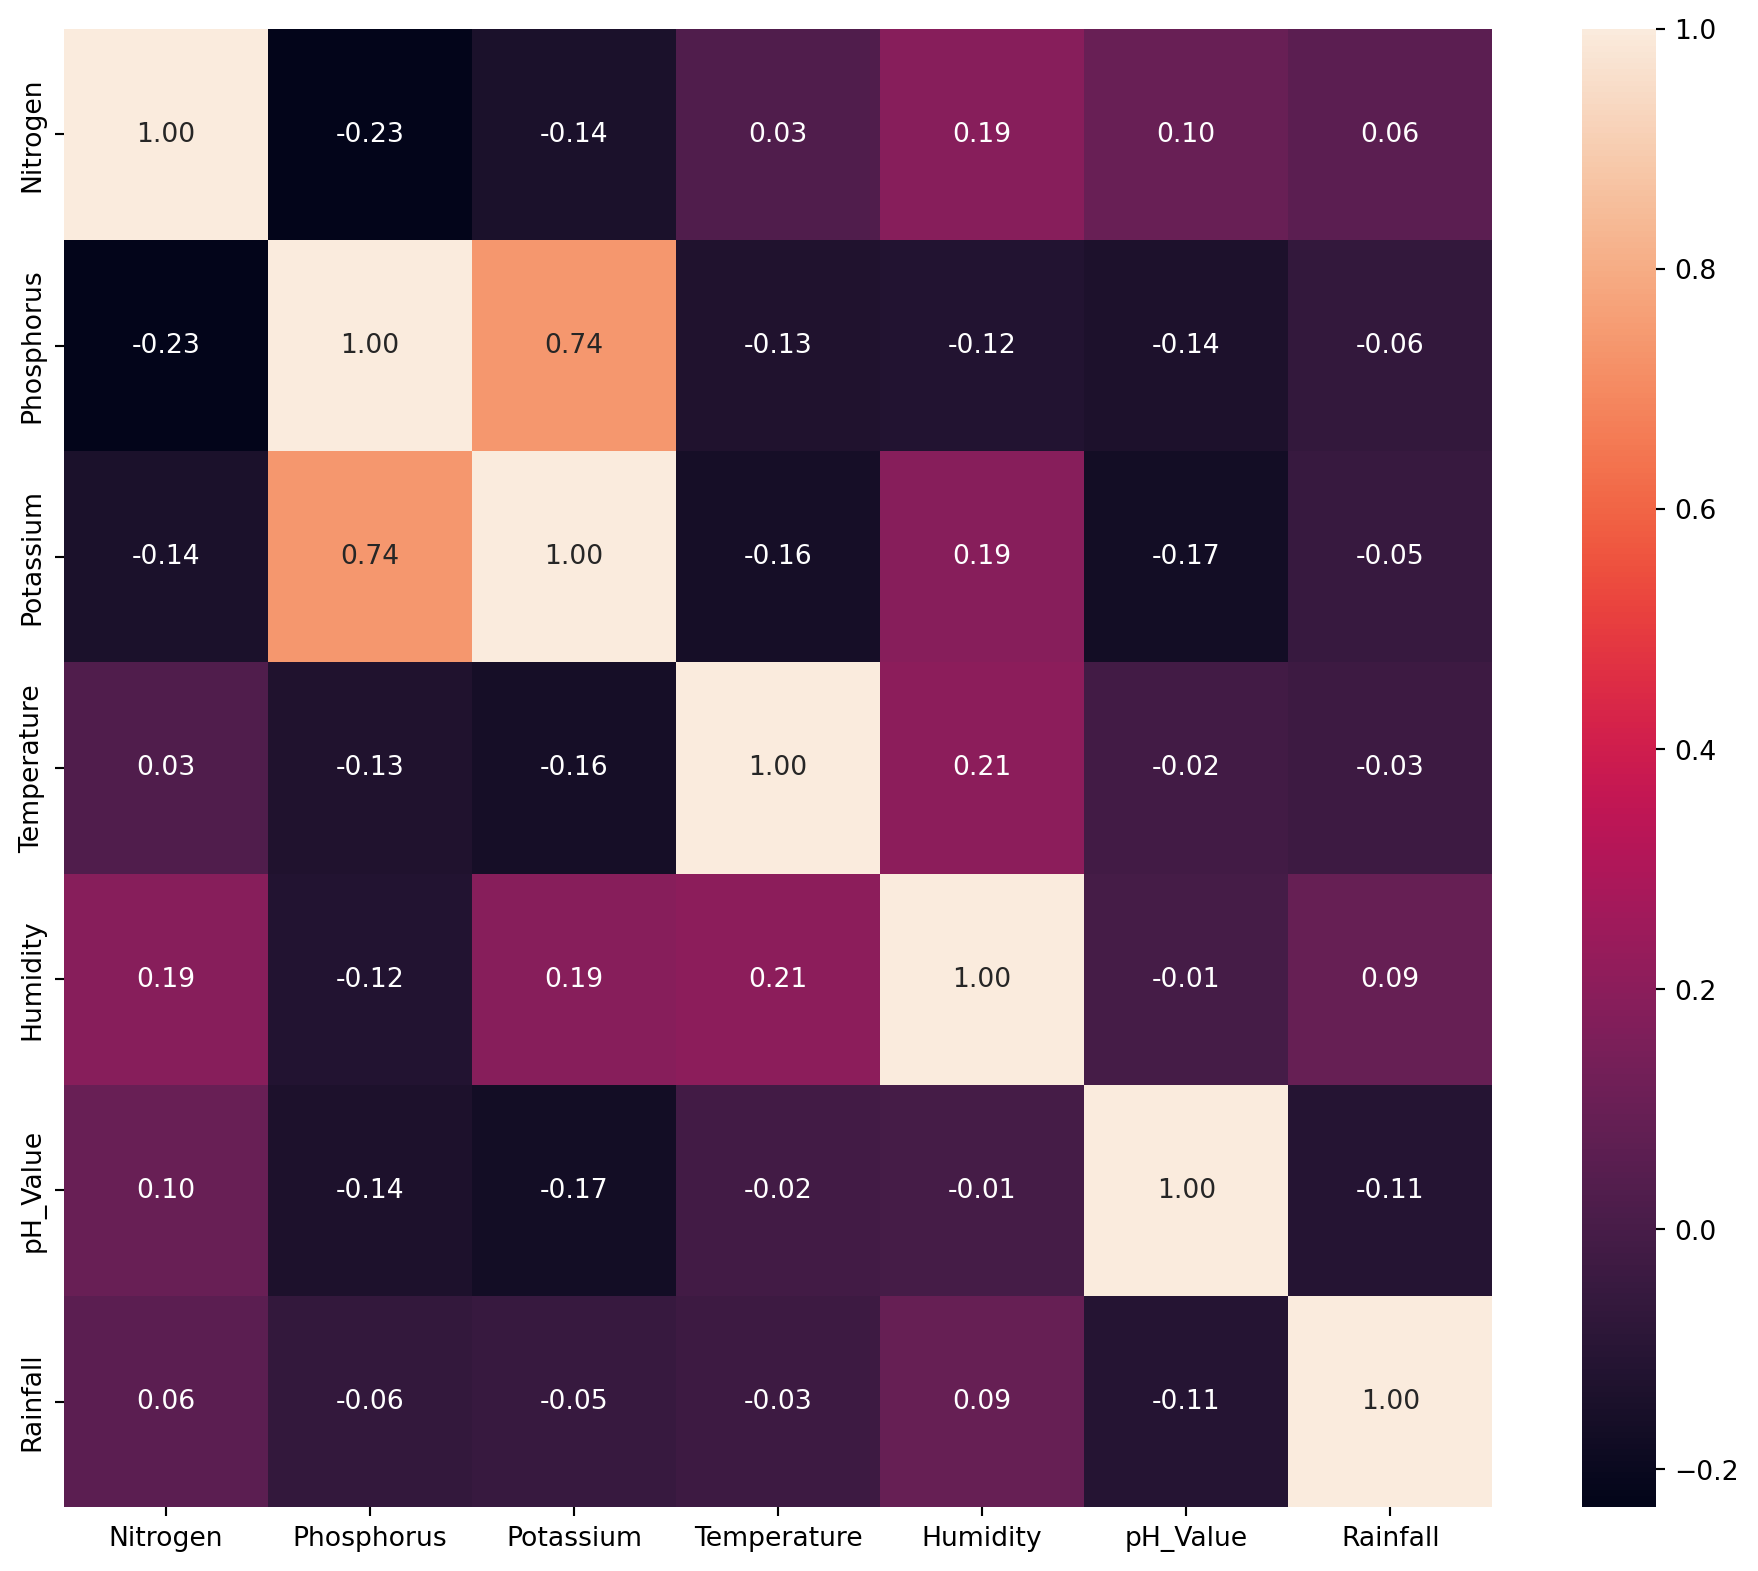 Nitrogen 1.00 -0.23 -0.14 0.03 0.19 0.10 0.06
Phosphorus -0.23 1.00 0.74 -0.13 -0.12 -0.14 -0.06
Potassium -0.14 0.74 1.00 -0.16 0.19 -0.17 -0.05
Temperature 0.03 -0.13 -0.16 1.00 0.21 -0.02 -0.03
Humidity 0.19 -0.12 0.19 0.21 1.00 -0.01 0.09
pH_Value 0.10 -0.14 -0.17 -0.02 -0.01 1.00 -0.11
Rainfall 0.06 -0.06 -0.05 -0.03 0.09 -0.11 1.00
Nitrogen Phosphorus Potassium Temperature Humidity pH_Value Rainfall
1.0
0.8
0.6
0.4
0.2
0.0
−0.2